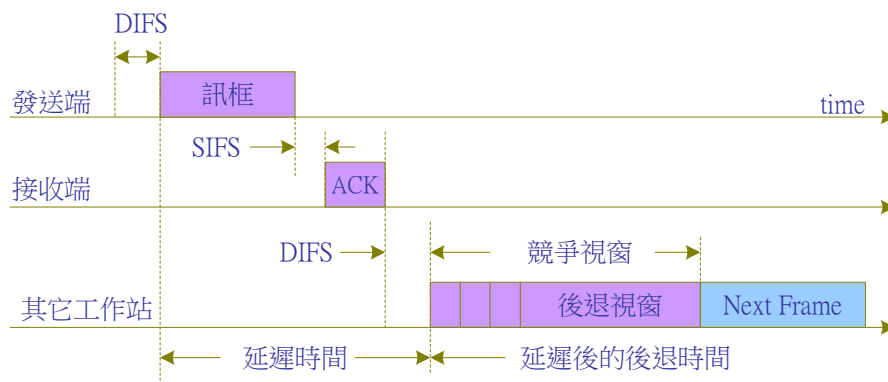 DIFS
發送端
訊框
time
SIFS
接收端
ACK
DIFS
競爭視窗
其它工作站
後退視窗
Next Frame
延遲時間
延遲後的後退時間